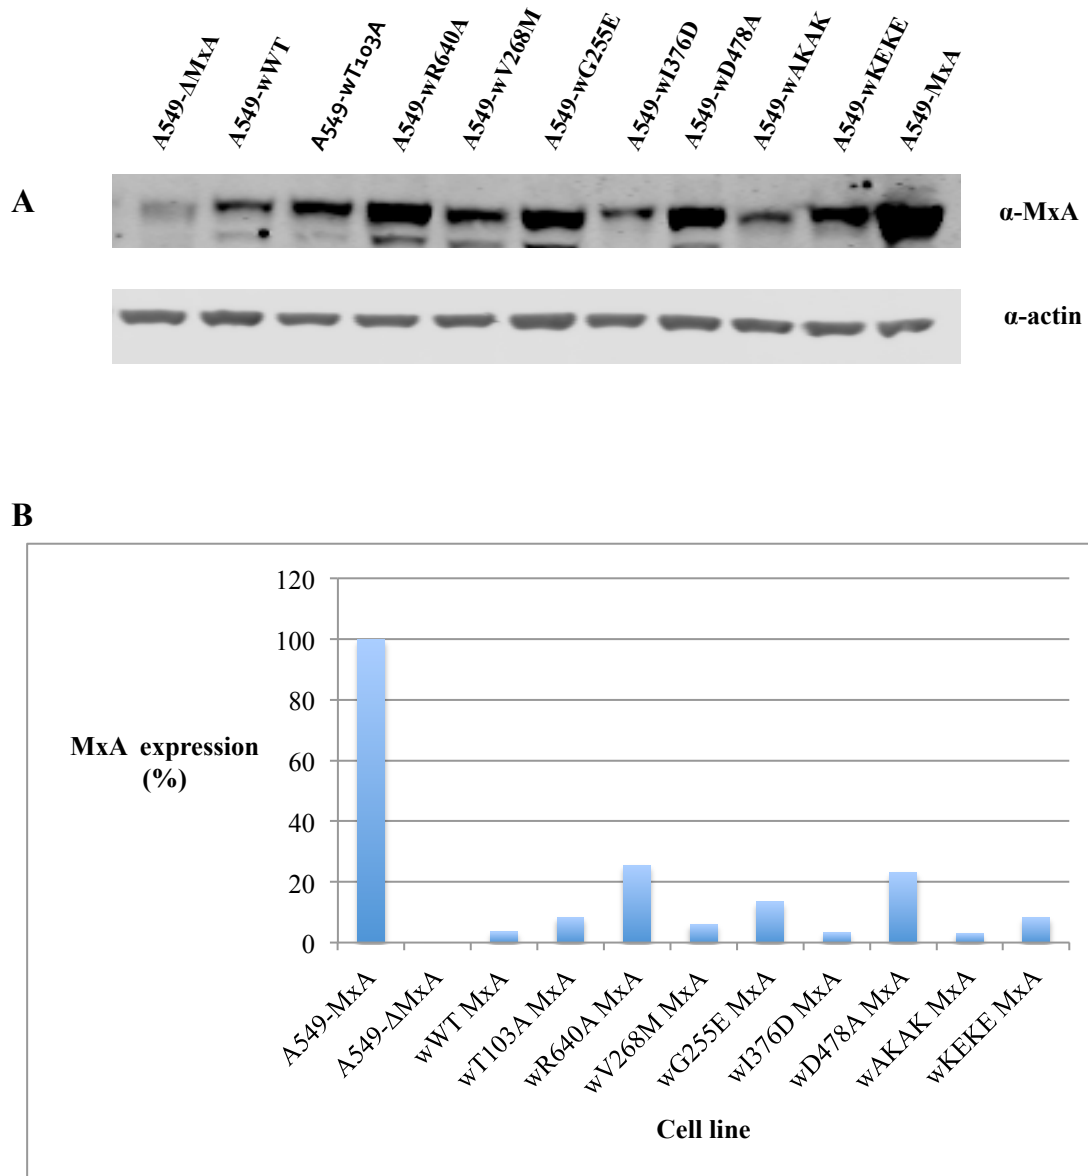 A549-ΔMxA
A549-wWT
A549-wT103A
A549-wR640A
A549-wV268M
A549-wG255E
A549-wI376D
A549-wD478A
A549-wAKAK
A549-wKEKE
A549-MxA
A
α-MxA
α-actin
B
120
100
80
60
40
20
0
MxA expression
(%)
A549-MxA
A549-ΔMxA
wWT MxA
wT103A MxA
wR640A MxA
wV268M MxA
wG255E MxA
wI376D MxA
wD478A MxA
wAKAK MxA
wKEKE MxA
Cell line